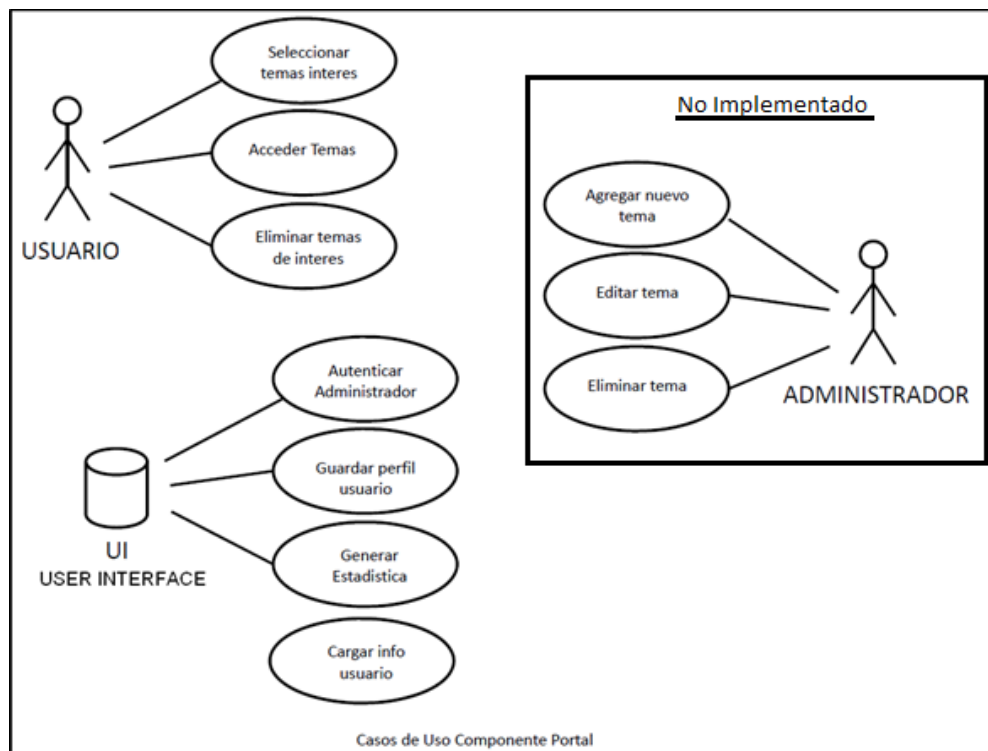 Seleccionar
temas interes
Acceder Temas
Eliminar temas
de interes
USUARIO
No Implementado
Agregar nuevo
tema
Editar tema
Eliminar tema
ADMINISTRADOR
Autenticar
Administrador
Guardar perfil
usuario
Generar
Estadistica
Cargar info
usuario
UI
USER INTERFACE
Casos de Uso Componente Portal